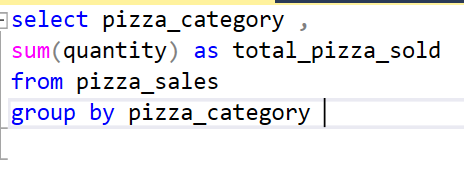 select pizza_category ,
sum(quantity) as total_pizza_sold
from pizza_sales
group by pizza_category